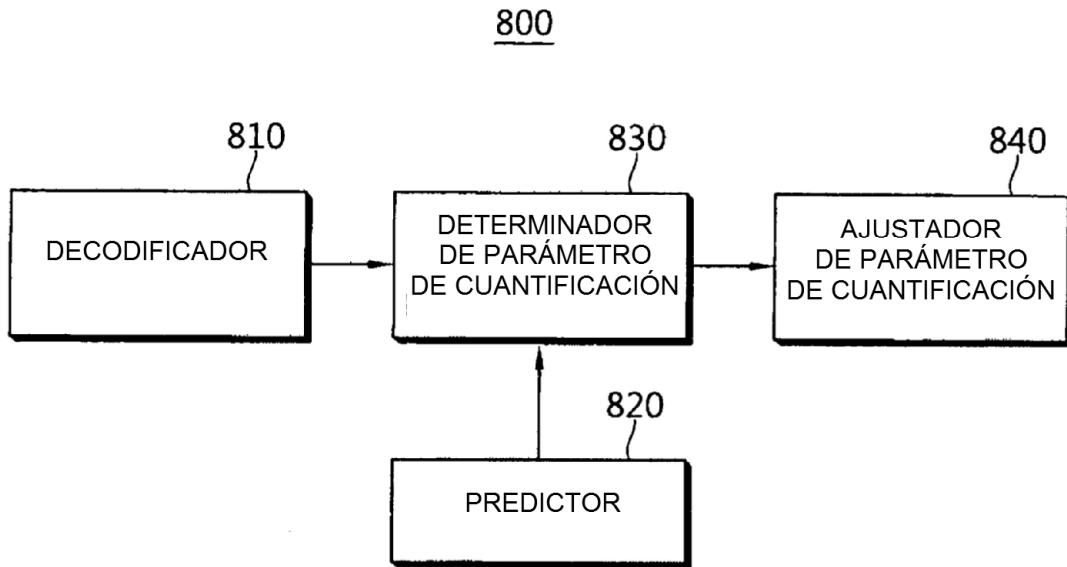 800
810
830
840
DECODIFICADOR
DETERMINADOR
DE PARÁMETRO
DE CUANTIFICACIÓN
AJUSTADOR
DE PARÁMETRO
DE CUANTIFICACIÓN
820
PREDICTOR